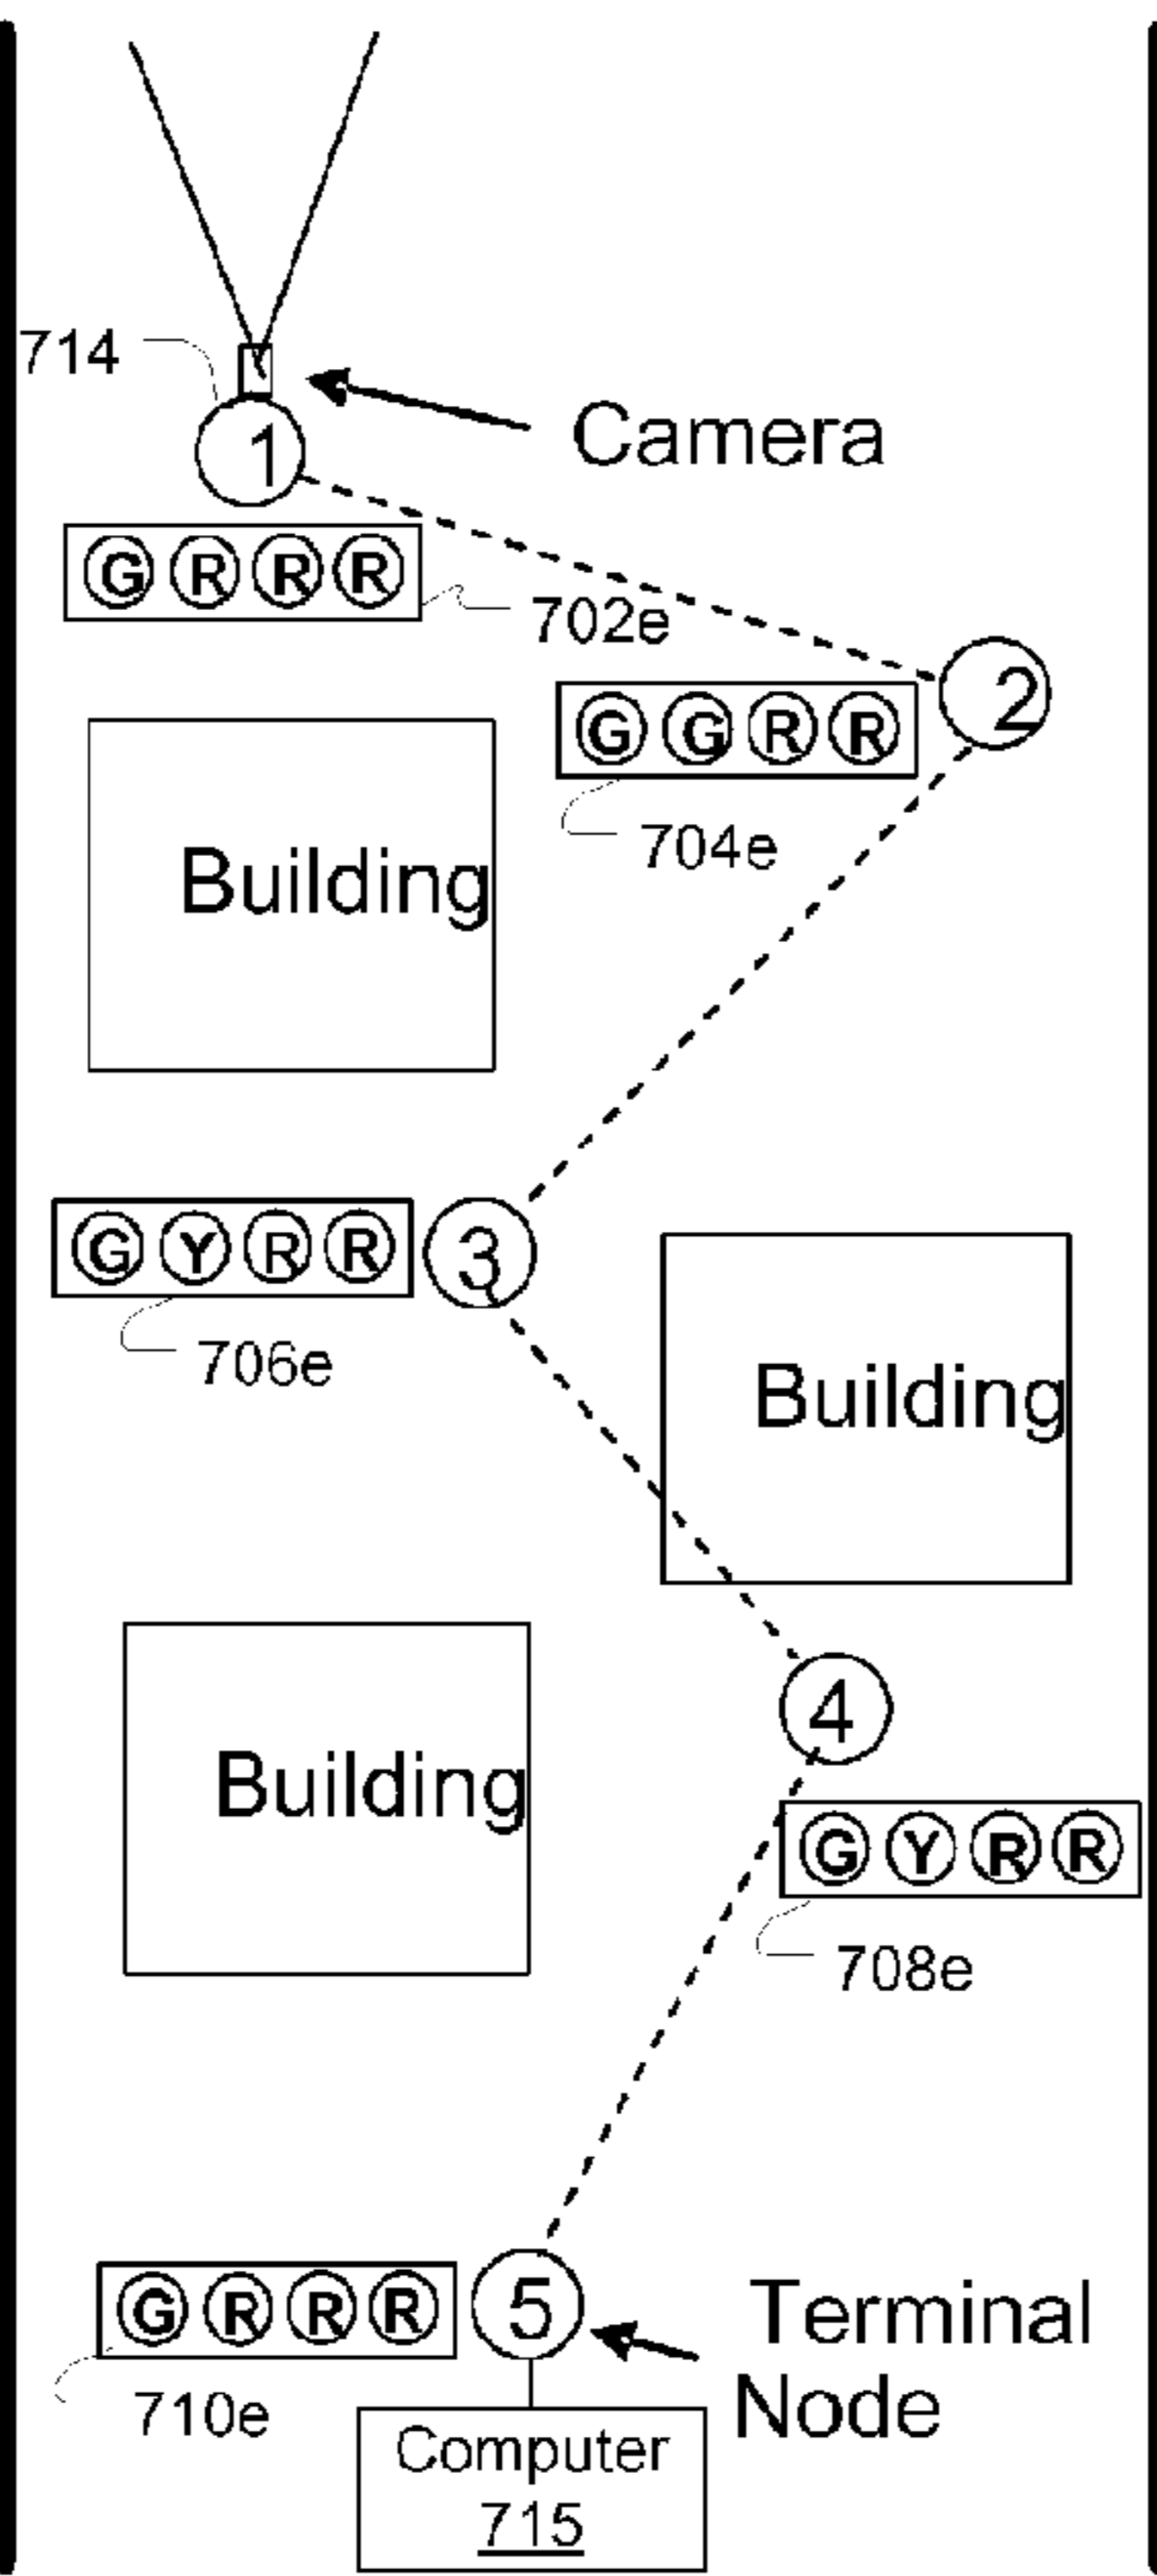 714
1
Camera
G R R R
702e
2
G G R R
704e
Building
G Y R R
3
706e
Building
4
Building
G Y R R
708e
G R R R
5
Terminal
Node
710e
Computer
715